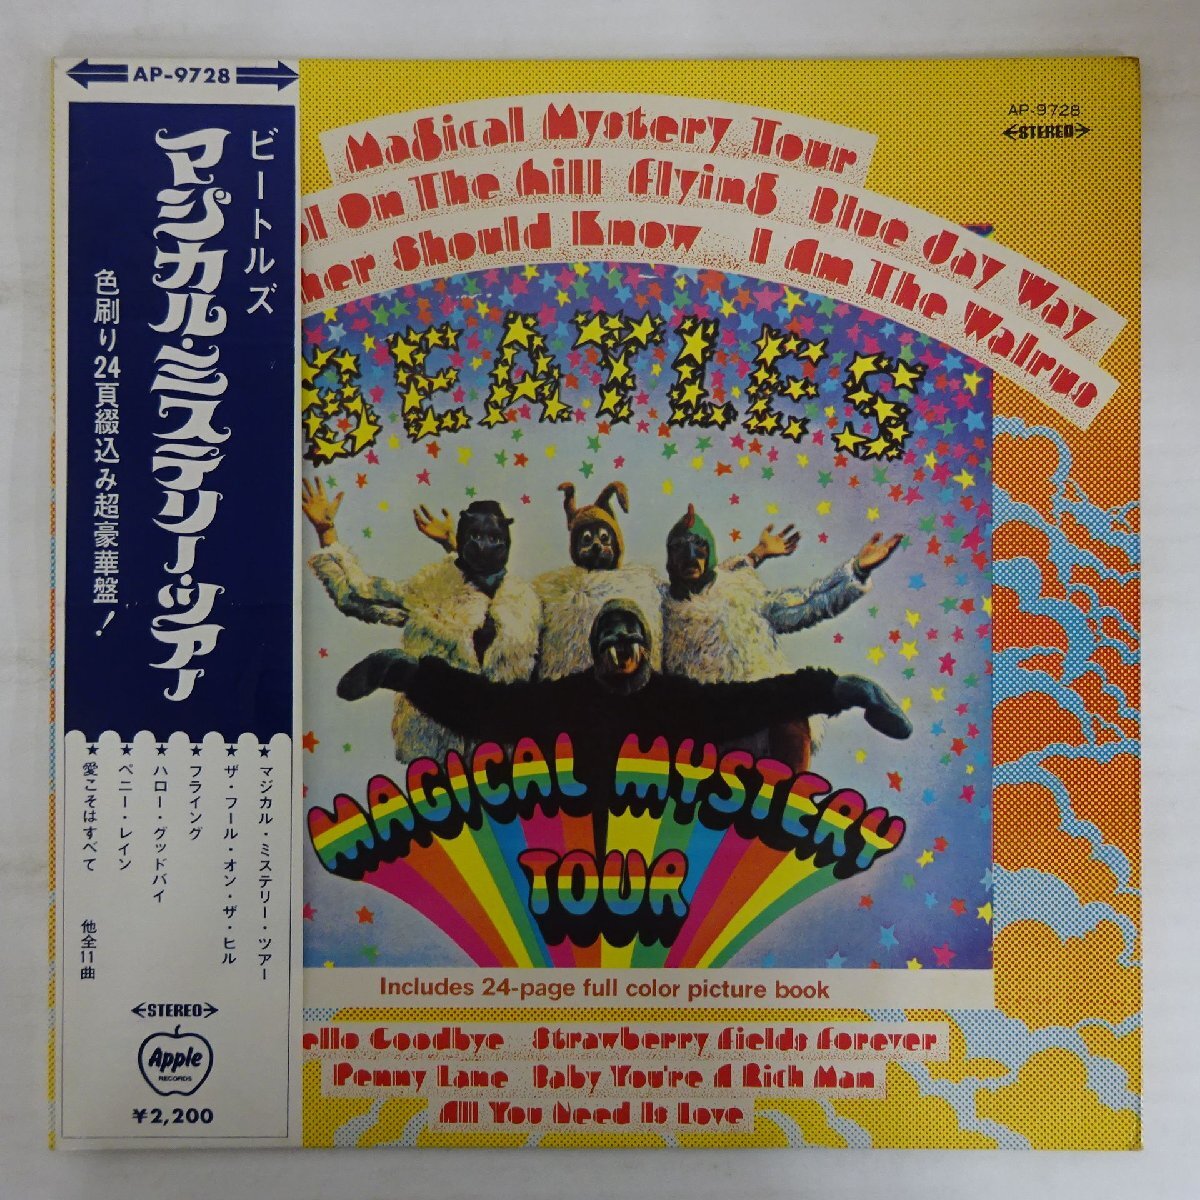 AP-9728
ビートルズ
マジカル・ミステリー・ツアー
色刷り24頁綴込み超豪華盤!
★マジカル・ミステリー・ツアー
★ザ・フール・オン・ザ・ヒル
★フライング
★ハロー・グッドバイ
★ペニー・レイン
★愛こそはすべて
他全11曲
STEREO
Apple
RECORDS
¥2,200
AP-9728
STEREO
Magical Mystery Tour
ol On The Hill Flying Blue Jay Way
her Should Know I Am The Walrus
BEATLES
MAGICAL MYSTERY
TOUR
Includes 24-page full color picture book
ello Goodbye Strawberry Fields Forever
Penny Lane Baby You're A Rich Man
All You Need Is Love